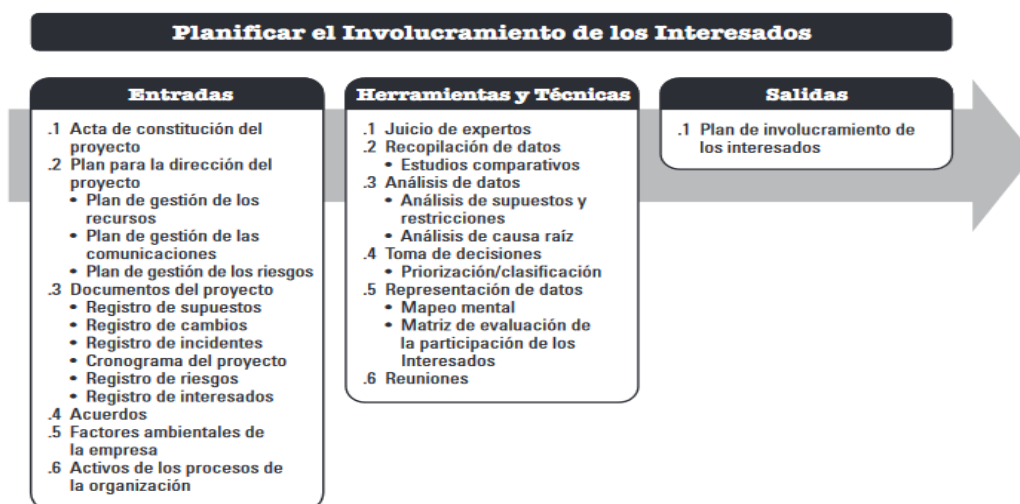 Planificar el Involucramiento de los Interesados
Entradas
.1 Acta de constitución del
proyecto
.2 Plan para la dirección del
proyecto
• Plan de gestión de los
recursos
• Plan de gestión de las
comunicaciones
• Plan de gestión de los riesgos
.3 Documentos del proyecto
• Registro de supuestos
• Registro de cambios
• Registro de incidentes
• Cronograma del proyecto
• Registro de riesgos
• Registro de interesados
.4 Acuerdos
.5 Factores ambientales de
la empresa
.6 Activos de los procesos de
la organización
Herramientas y Técnicas
.1 Juicio de expertos
.2 Recopilación de datos
• Estudios comparativos
.3 Análisis de datos
• Análisis de supuestos y
restricciones
• Análisis de causa raíz
.4 Toma de decisiones
• Priorización/clasificación
.5 Representación de datos
• Mapeo mental
• Matriz de evaluación de
la participación de los
Interesados
.6 Reuniones
Salidas
.1 Plan de involucramiento de
los interesados